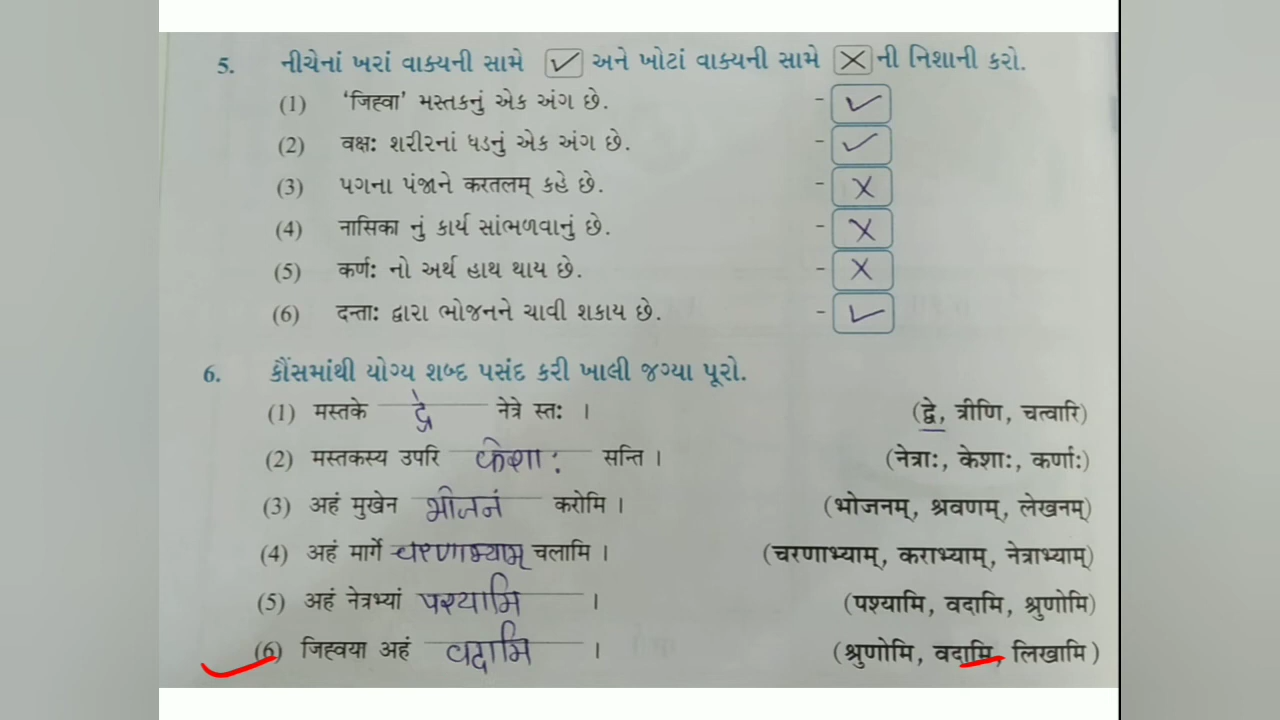 5. નીચેનાં ખરાં વાક્યની સામે ✓ અને ખોટાં વાક્યની સામે ✗ ની નિશાની કરો.
(1) ‘जिह्वा’ મસ્તકનું એક અંગ છે. - ✓
(2) वक्षः શરીરનાં ધડનું એક અંગ છે. - ✓
(3) પગના પંજાને करतलम् કહે છે. - ✗
(4) नासिका નું કાર્ય સાંભળવાનું છે. - ✗
(5) कर्णः નો અર્થ હાથ થાય છે. - ✗
(6) दन्ताः દ્વારા ભોજનને ચાવી શકાય છે. - ✓
6. કૌંસમાંથી યોગ્ય શબ્દ પસંદ કરી ખાલી જગ્યા પૂરો.
(1) मस्तके द्वे नेत्रे स्तः । (द्वे, त्रीणि, चत्वारि)
(2) मस्तकस्य उपरि केशाः सन्ति । (नेत्राः, केशाः, कर्णाः)
(3) अहं मुखेन भोजनं करोमि । (भोजनम्, श्रवणम्, लेखनम्)
(4) अहं मार्गे चरणाभ्याम् चलामि । (चरणाभ्याम्, कराभ्याम्, नेत्राभ्याम्)
(5) अहं नेत्रभ्यां पश्यामि । (पश्यामि, वदामि, श्रुणोमि)
(6) जिह्वया अहं वदामि । (श्रुणोमि, वदामि, लिखामि)